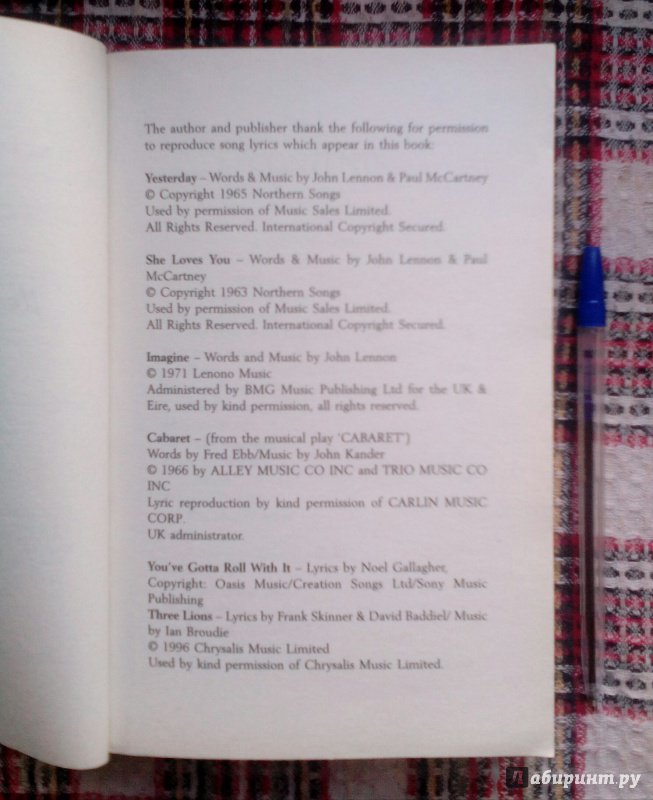 The author and publisher thank the following for permission
to reproduce song lyrics which appear in this book:
Yesterday – Words & Music by John Lennon & Paul McCartney
© Copyright 1965 Northern Songs
Used by permission of Music Sales Limited.
All Rights Reserved. International Copyright Secured.
She Loves You – Words & Music by John Lennon & Paul
McCartney
© Copyright 1963 Northern Songs
Used by permission of Music Sales Limited.
All Rights Reserved. International Copyright Secured.
Imagine – Words and Music by John Lennon
© 1971 Lenono Music
Administered by BMG Music Publishing Ltd for the UK &
Eire, used by kind permission, all rights reserved.
Cabaret – (from the musical play 'CABARET')
Words by Fred Ebb/Music by John Kander
© 1966 by ALLEY MUSIC CO INC and TRIO MUSIC CO
INC
Lyric reproduction by kind permission of CARLIN MUSIC
CORP.
UK administrator.
You've Gotta Roll With It – Lyrics by Noel Gallagher,
Copyright: Oasis Music/Creation Songs Ltd/Sony Music
Publishing
Three Lions – Lyrics by Frank Skinner & David Baddiel/ Music
by Ian Broudie
© 1996 Chrysalis Music Limited
Used by kind permission of Chrysalis Music Limited.
Лабиринт.ру